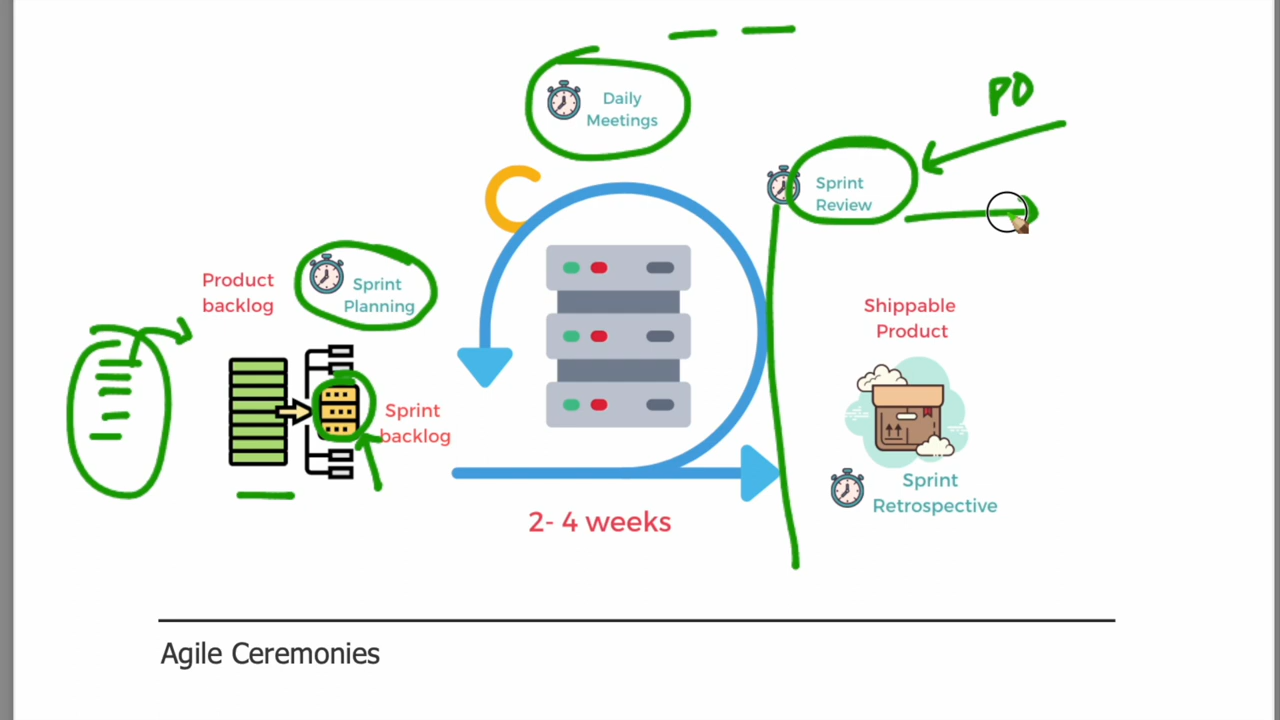 Daily
Meetings
PO
Sprint
Review
Product
backlog
Sprint
Planning
Shippable
Product
Sprint
backlog
Sprint
Retrospective
2- 4 weeks
Agile Ceremonies